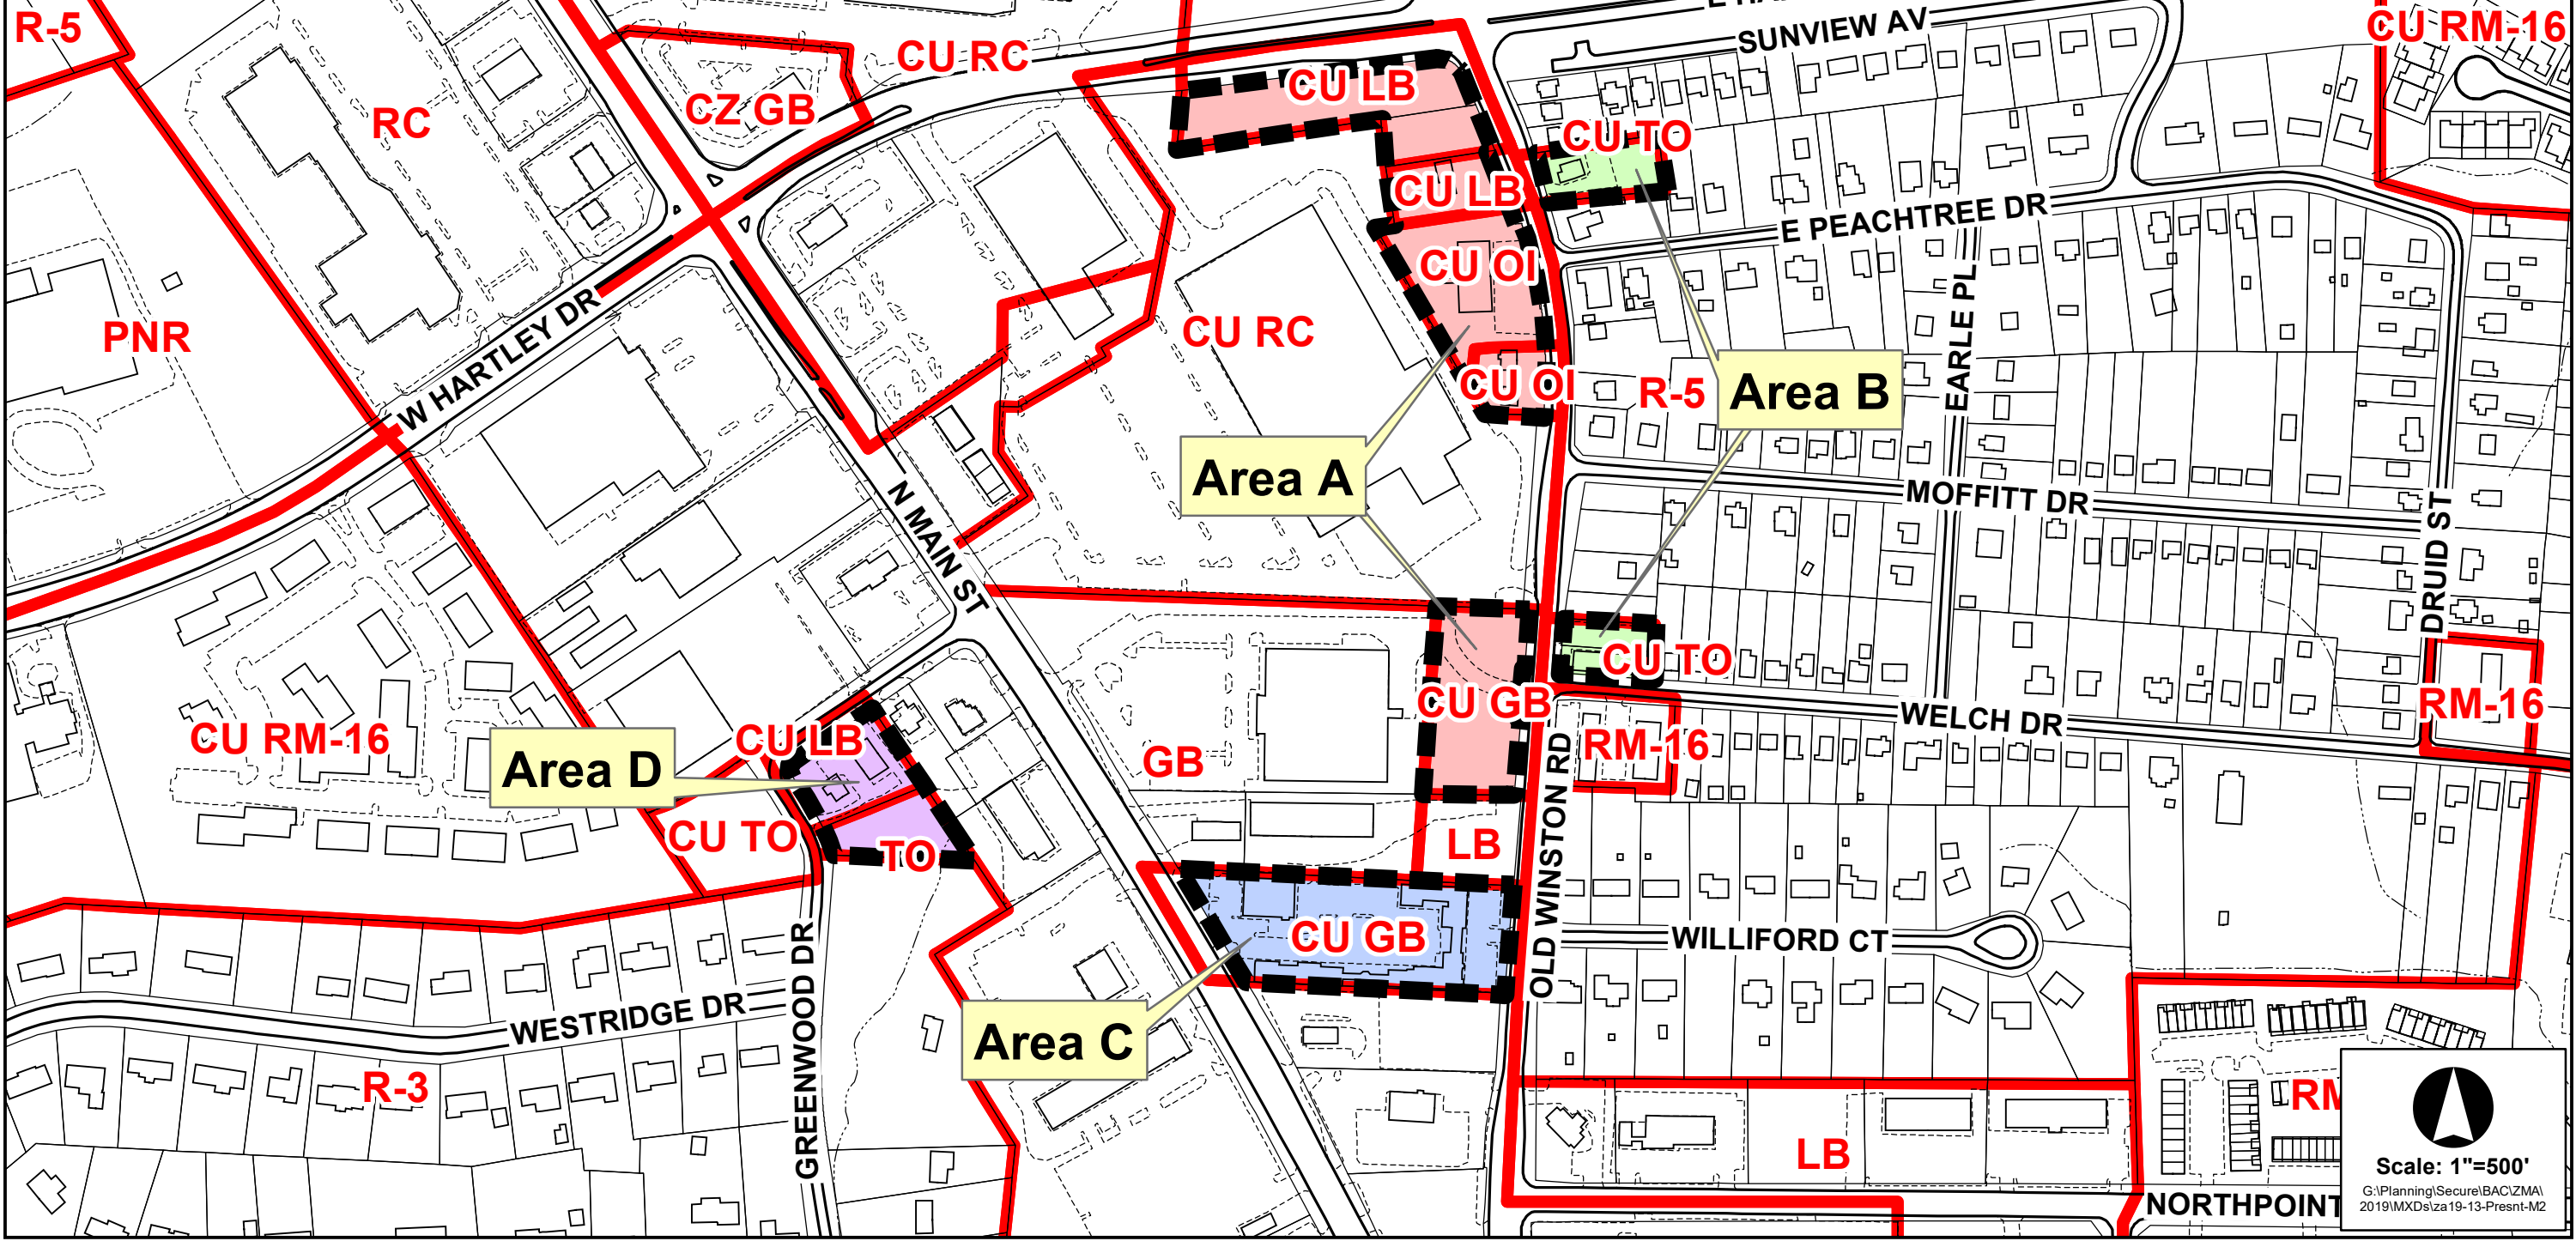 R-5
CU RC
SUNVIEW AV
CU RM-16
CU LB
CZ GB
RC
CU TO
CU LB
E PEACHTREE DR
CU OI
PNR
W HARTLEY DR
CU RC
EARLE PL
CU OI
R-5
Area B
Area A
N MAIN ST
MOFFITT DR
DRUID ST
CU TO
CU GB
RM-16
WELCH DR
CU RM-16
CU LB
Area D
GB
RM-16
CU TO
TO
LB
OLD WINSTON RD
CU GB
WILLIFORD CT
WESTRIDGE DR
GREENWOOD DR
Area C
R-3
LB
Scale: 1"=500'
G:\Planning\Secure\BAC\ZMA\
2019\MXDs\za19-13-Presnt-M2
NORTHPOINT